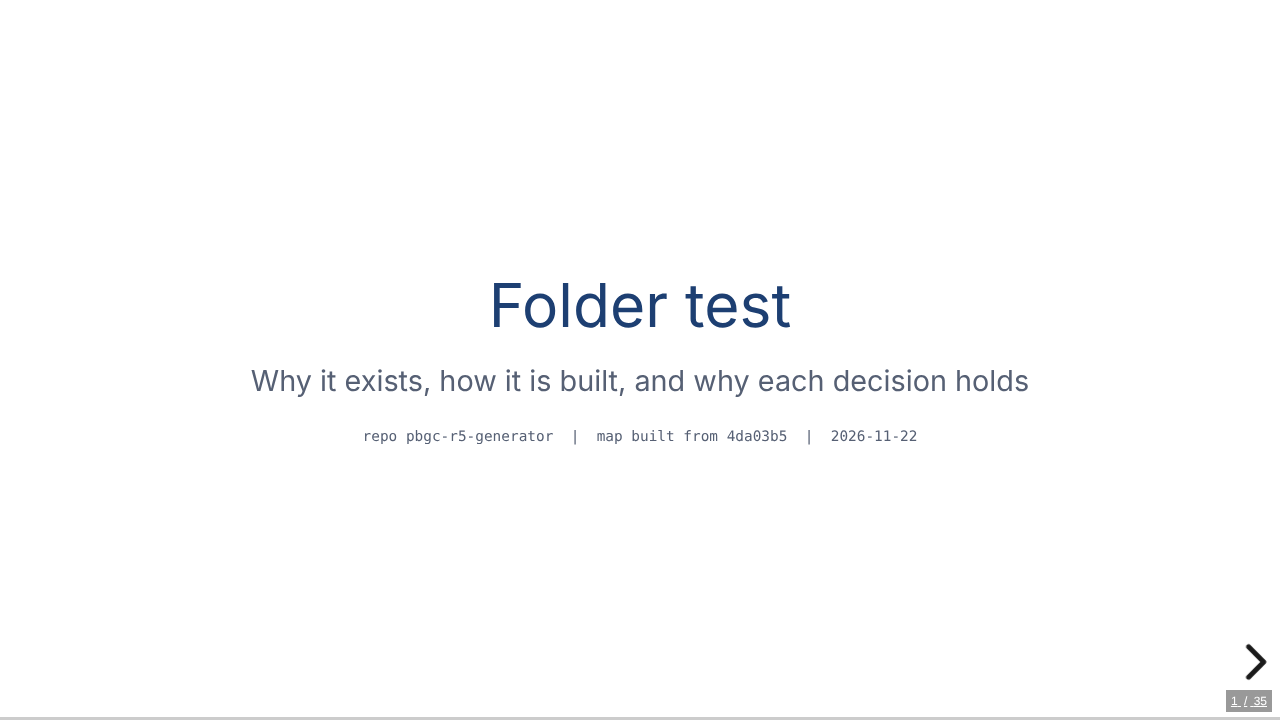 Folder test
Why it exists, how it is built, and why each decision holds
repo pbgc-r5-generator | map built from 4da03b5 | 2026-11-22
1 / 35